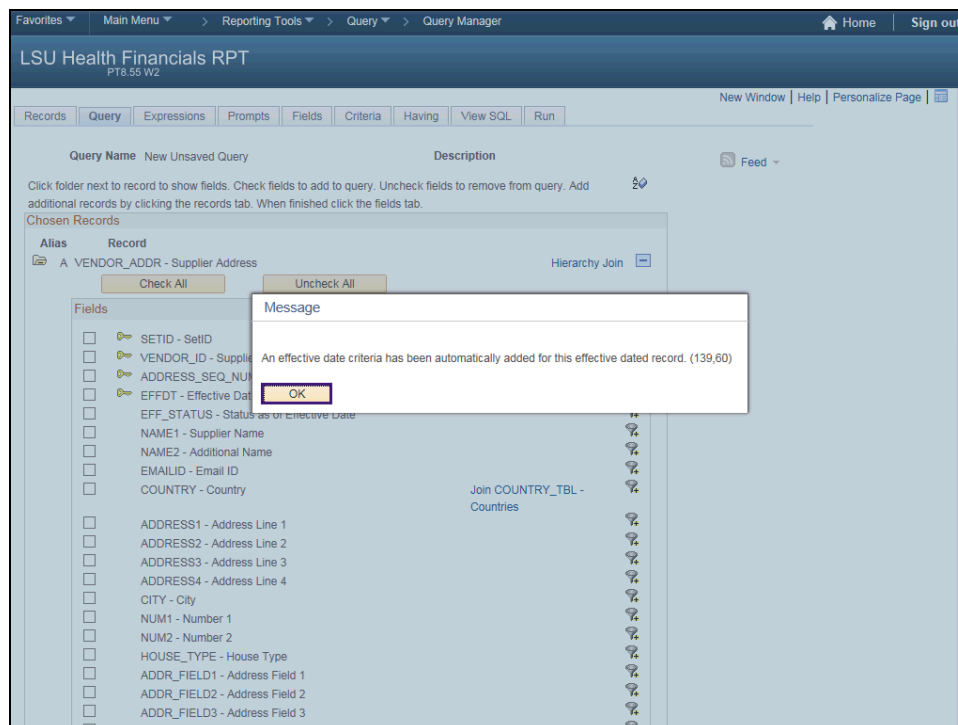 Favorites Main Menu > Reporting Tools > Query > Query Manager Home Sign out
LSU Health Financials RPT
PT8.55 W2
New Window | Help | Personalize Page |
Records Query Expressions Prompts Fields Criteria Having View SQL Run
Query Name New Unsaved Query Description
Feed
Click folder next to record to show fields. Check fields to add to query. Uncheck fields to remove from query. Add
additional records by clicking the records tab. When finished click the fields tab.
Chosen Records
Alias Record
A VENDOR_ADDR - Supplier Address Hierarchy Join
Check All Uncheck All
Fields
Message
An effective date criteria has been automatically added for this effective dated record. (139,60)
OK
SETID - SetID
VENDOR_ID - Supplie
ADDRESS_SEQ_NUM
EFFDT - Effective Dat
EFF_STATUS - Status as of Effective Date
NAME1 - Supplier Name
NAME2 - Additional Name
EMAILID - Email ID
COUNTRY - Country Join COUNTRY_TBL -
Countries
ADDRESS1 - Address Line 1
ADDRESS2 - Address Line 2
ADDRESS3 - Address Line 3
ADDRESS4 - Address Line 4
CITY - City
NUM1 - Number 1
NUM2 - Number 2
HOUSE_TYPE - House Type
ADDR_FIELD1 - Address Field 1
ADDR_FIELD2 - Address Field 2
ADDR_FIELD3 - Address Field 3